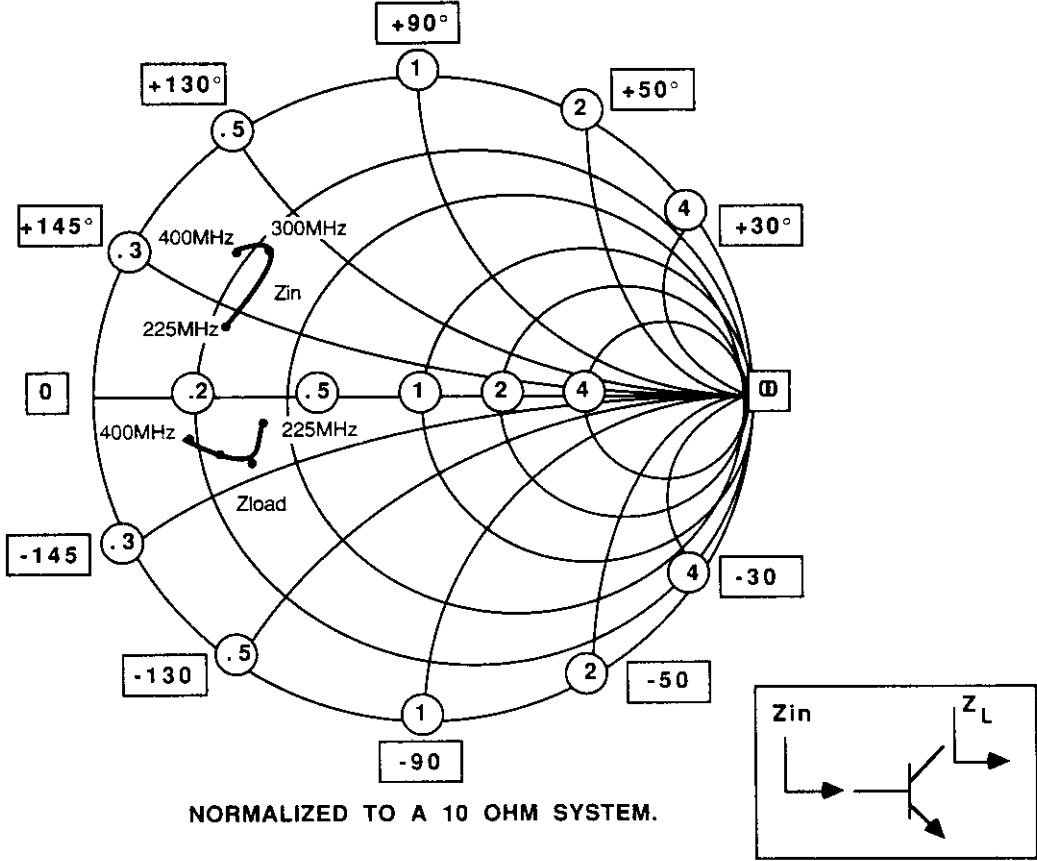 +90°
1
+130°
+50°
.5
2
+145°
400MHz
300MHz
4
+30°
.3
Zin
225MHz
0
.2
.5
1
2
4
400MHz
225MHz
Zload
-145
.3
4
-30
-130
.5
2
-50
1
-90
Zin
ZL
NORMALIZED TO A 10 OHM SYSTEM.